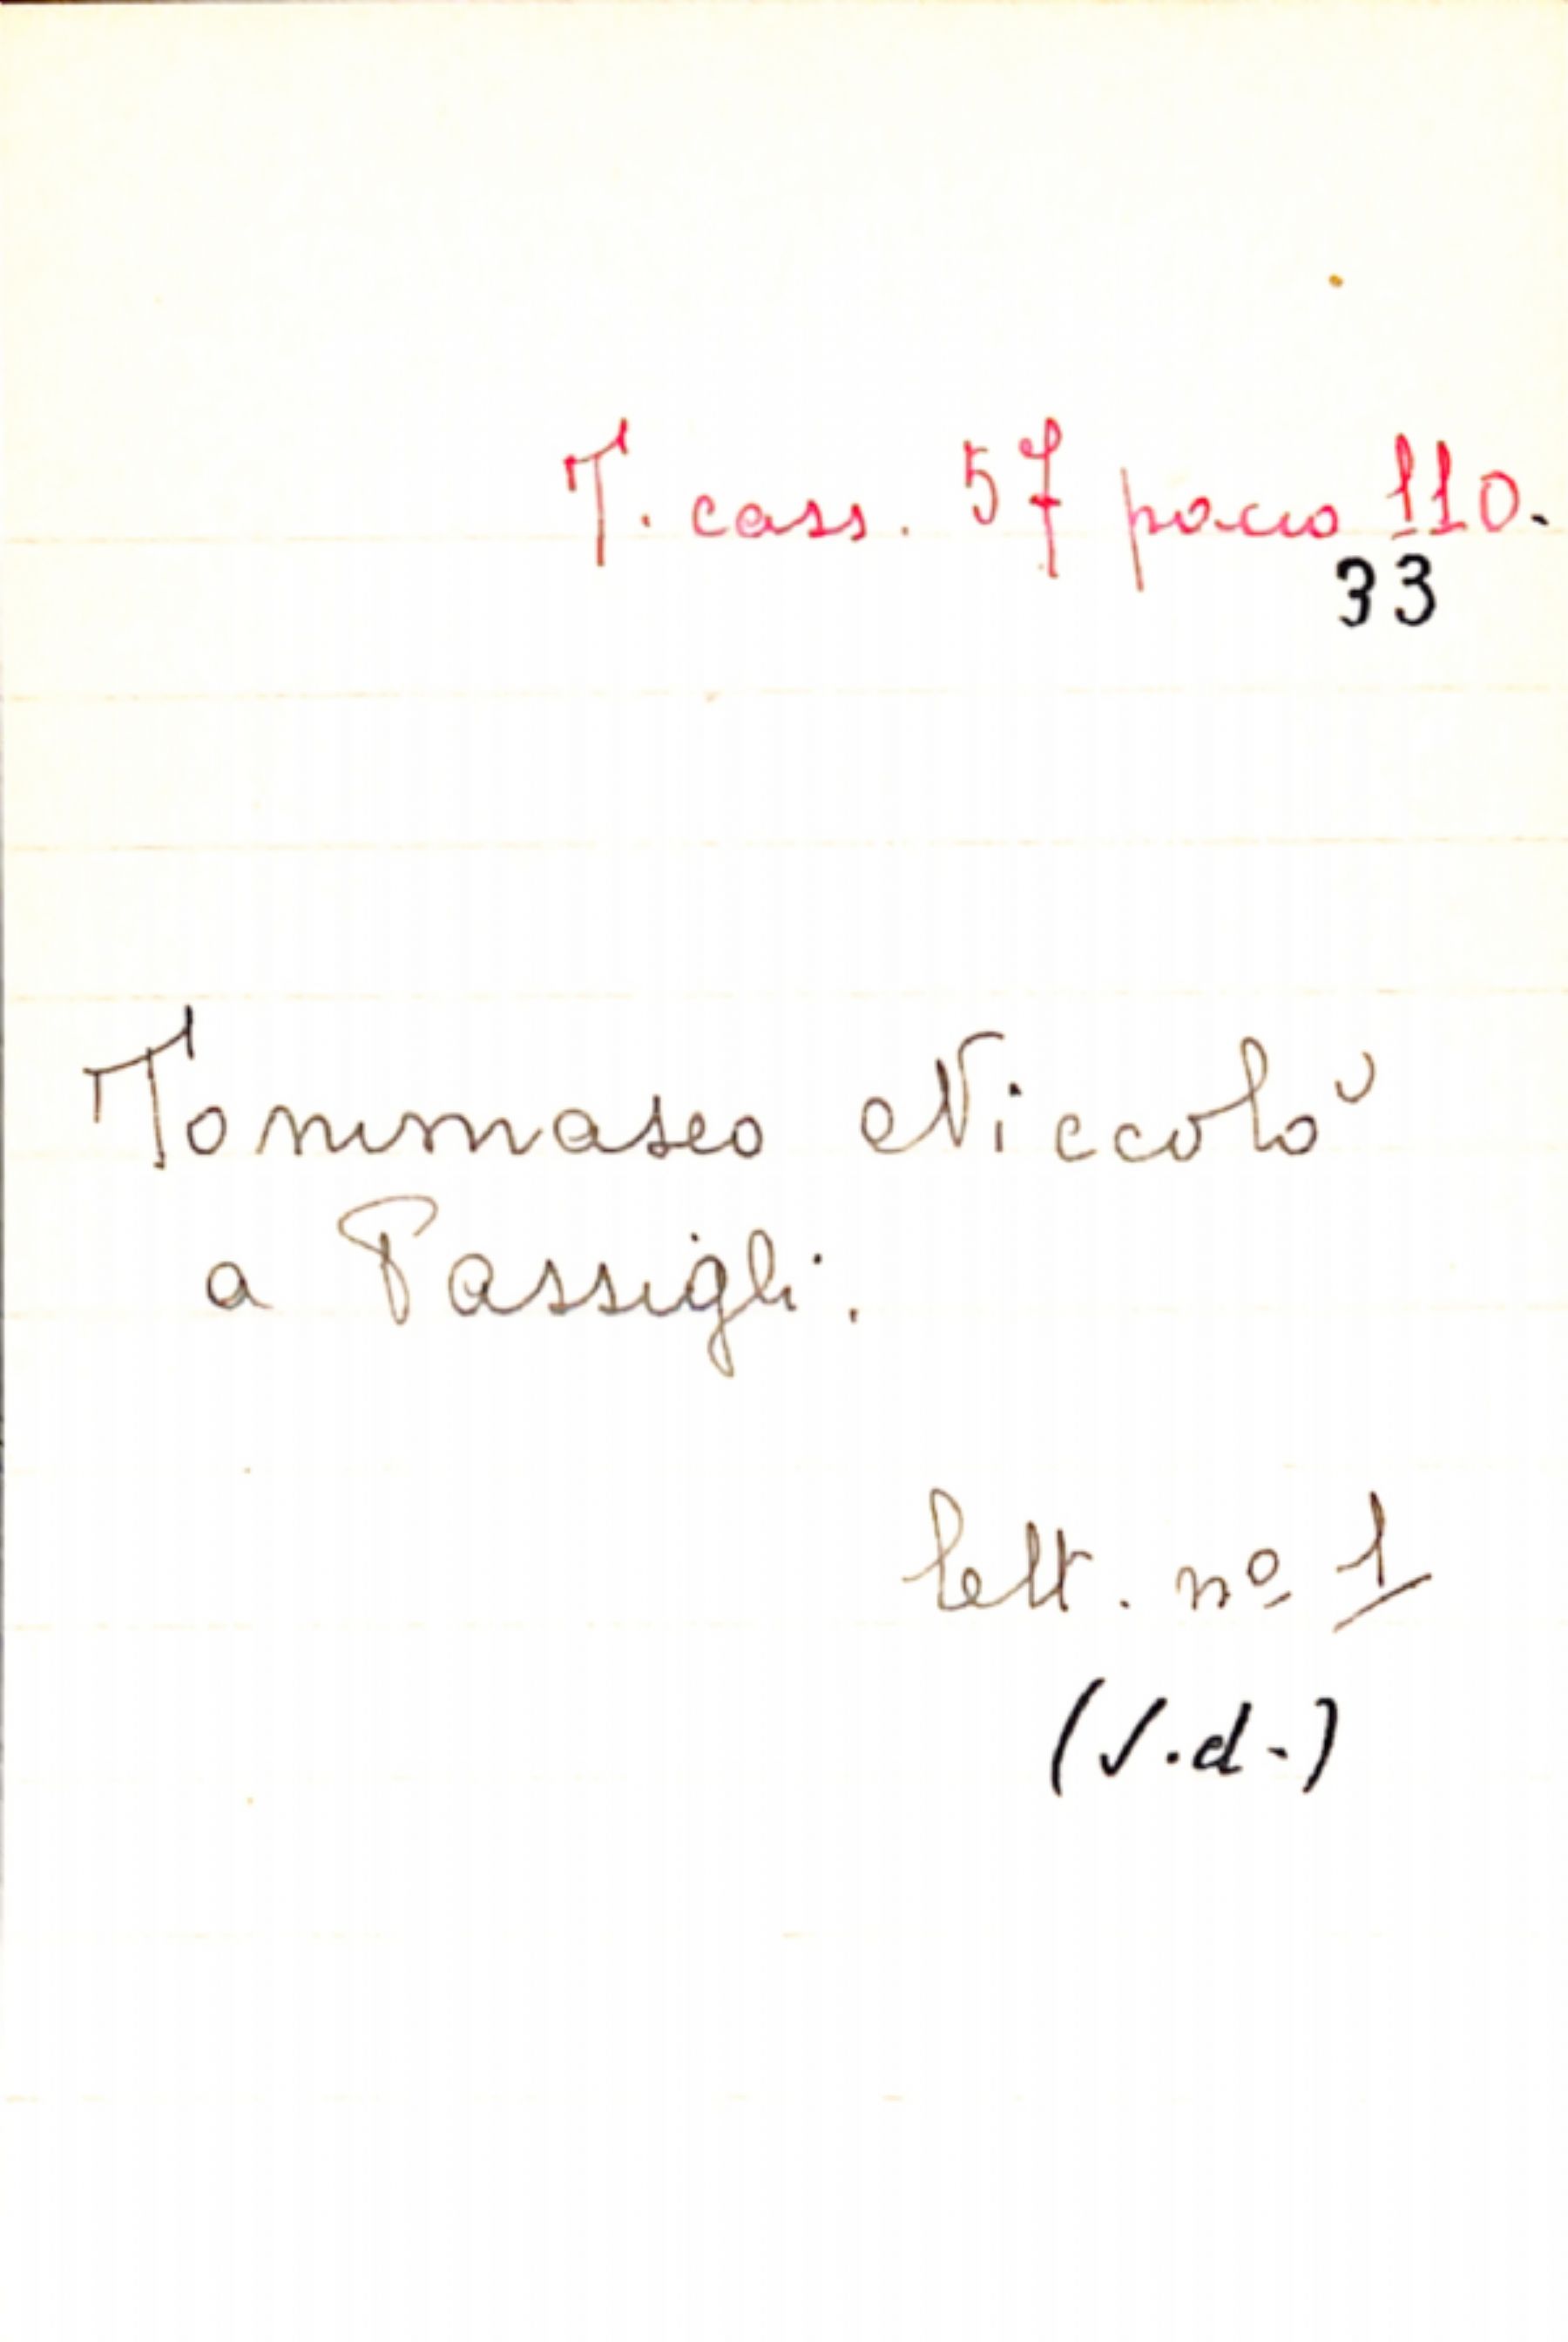 T. cass. 57 pacco 110.
33
Tommaseo Niccolò
a Passigli.
lett. nº 1
(s.d.)